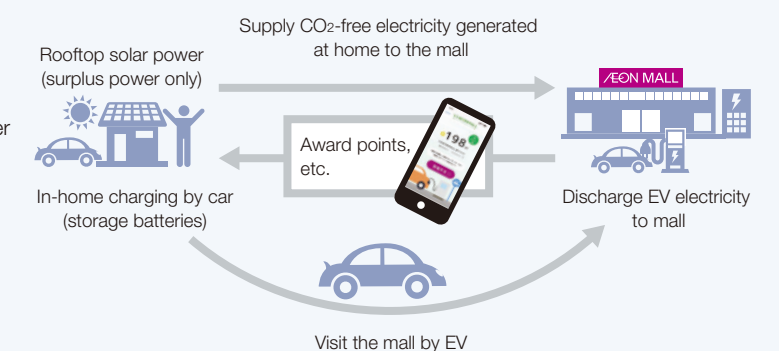 Supply CO2-free electricity generated
at home to the mall
Rooftop solar power
(surplus power only)
ÆON MALL
er
Award points,
etc.
198
In-home charging by car
(storage batteries)
Discharge EV electricity
to mall
Visit the mall by EV